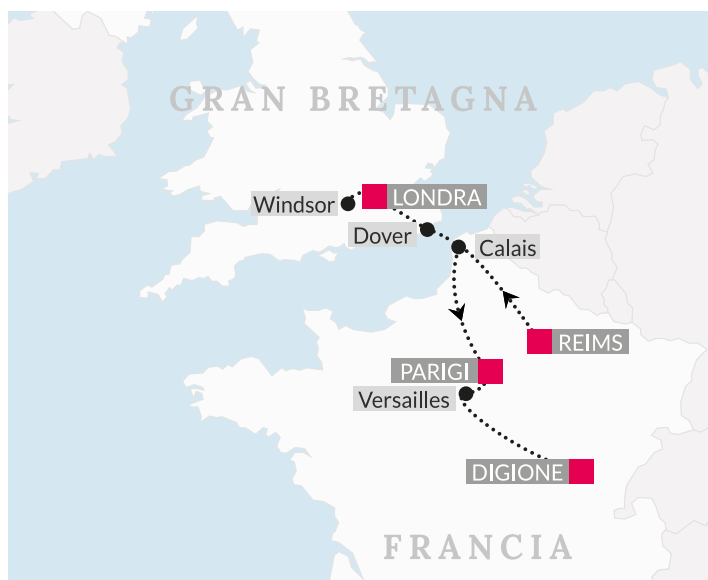 GRAN BRETAGNA
Windsor
LONDRA
Dover
Calais
REIMS
PARIGI
Versailles
DIGIONE
FRANCIA